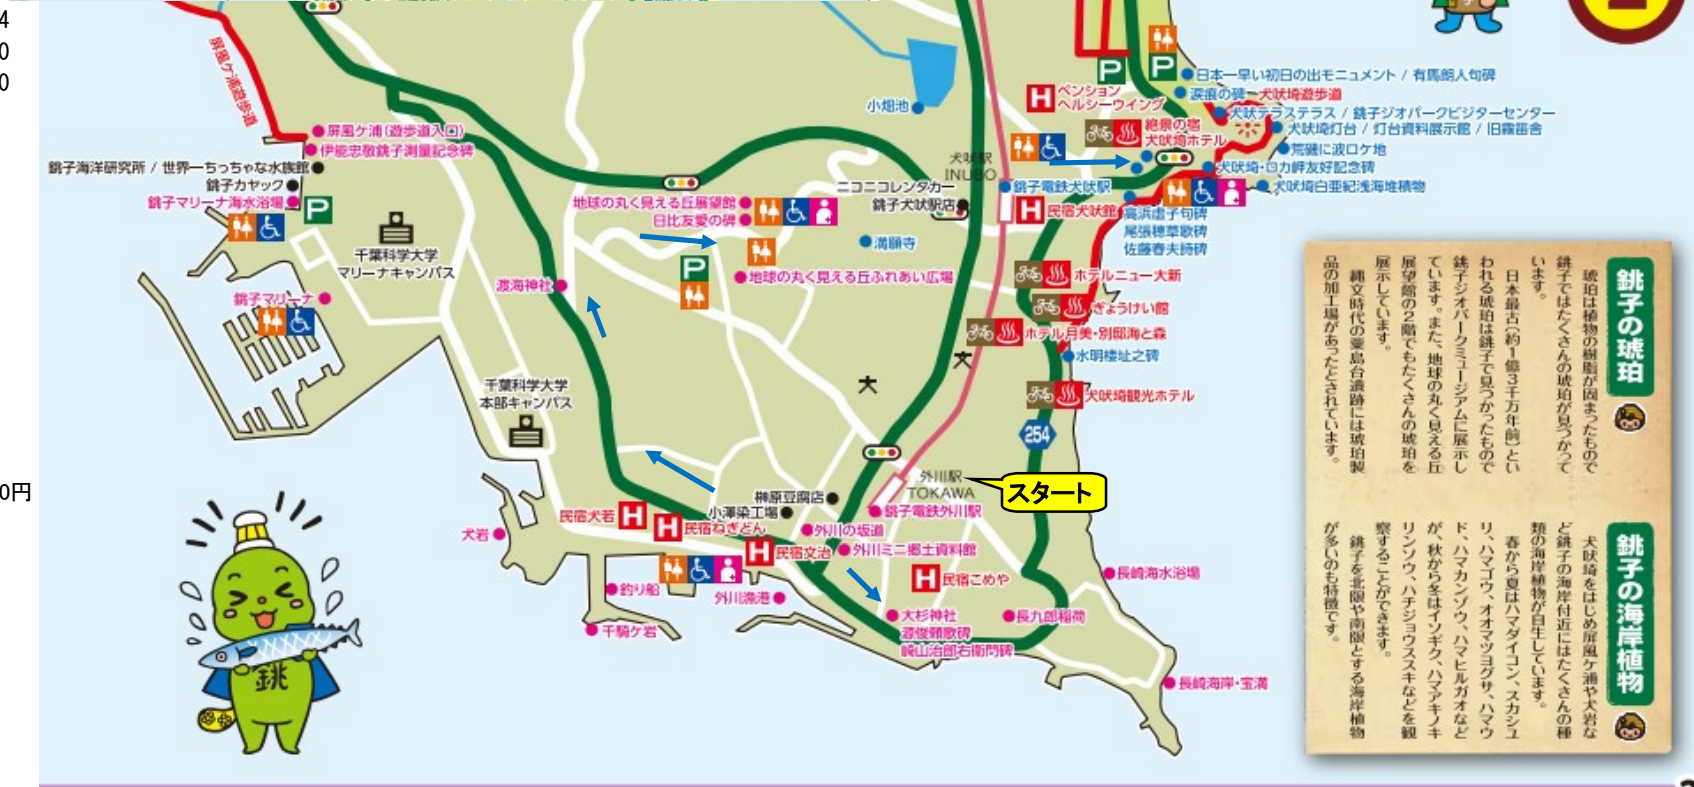 4
0
0
0円
屏風ケ浦遊歩道
屏風ケ浦(遊歩道入口)
伊能忠敬銚子測量記念碑
銚子海洋研究所 / 世界一ちっちゃな水族館
銚子カヤック
銚子マリーナ海水浴場
P
千葉科学大学
マリーナキャンパス
銚子マリーナ
千葉科学大学
本部キャンパス
渡海神社
地球の丸く見える丘展望館
日比友愛の碑
P
地球の丸く見える丘ふれあい広場
満願寺
小畑池
ニコニコレンタカー
銚子犬吠駅店
犬吠駅
INUBO
銚子電鉄犬吠駅
H
民宿犬吠館
H
ペンション
ヘルシーウイング
P
P
絶景の宿
犬吠埼ホテル
日本一早い初日の出モニュメント / 有馬朗人句碑
涙痕の碑
犬吠埼遊歩道
犬吠テラステラス / 銚子ジオパークビジターセンター
犬吠埼灯台 / 灯台資料展示館 / 旧霧笛舎
荒磯に波ロケ地
犬吠埼・ロカ岬友好記念碑
犬吠埼白亜紀浅海堆積物
高浜虚子句碑
尾張穂草歌碑
佐藤春夫詩碑
ホテルニュー大新
ぎょうけい館
ホテル月美・別邸海と森
水明楼址之碑
犬吠埼観光ホテル
254
外川駅
TOKAWA
スタート
銚子電鉄外川駅
榊原豆腐店
小澤染工場
外川の坂道
外川ミニ郷土資料館
民宿犬若
H
H
民宿ねぎどん
H
民宿文治
H
民宿こめや
犬岩
釣り船
外川漁港
千騎ケ岩
大杉神社
源俊頼歌碑
崎山治郎右衛門碑
長九郎稲荷
長崎海水浴場
長崎海岸・宝満
銚
銚子の琥珀
琥珀は植物の樹脂が固まったもので
銚子ではたくさんの琥珀が見つかって
います。
日本最古(約1億3千万年前)とい
われる琥珀は銚子で見つかったもので
銚子ジオパークミュージアムに展示し
ています。また、地球の丸く見える丘
展望館の2階でもたくさんの琥珀を
展示しています。
縄文時代の粟島台遺跡には琥珀製
品の加工場があったとされています。
銚子の海岸植物
犬吠埼をはじめ屏風ケ浦や犬岩な
ど銚子の海岸付近にはたくさんの種
類の海岸植物が自生しています。
春から夏はハマダイコン、スカシユ
リ、ハマゴウ、オオマツヨグサ、ハマウ
ド、ハマカンゾウ、ハマヒルガオなど
が、秋から冬はイソギク、ハマアキノキ
リンソウ、ハチジョウススキなどを観
察することができます。
銚子を北限や南限とする海岸植物
が多いのも特徴です。